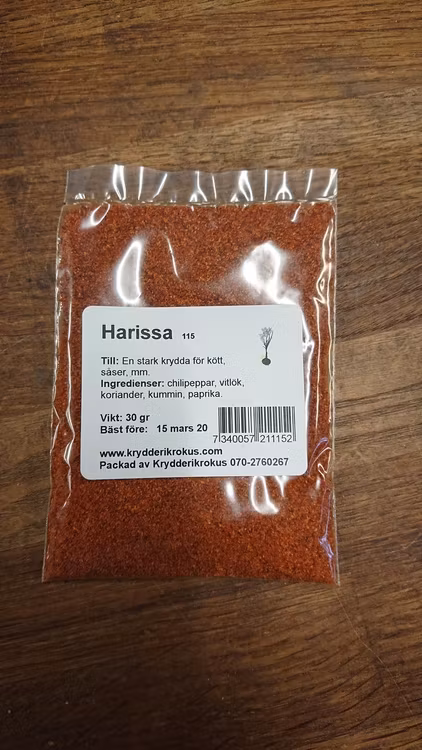 Harissa 115
Till: En stark krydda för kött,
såser, mm.
Ingredienser: chilipeppar, vitlök,
koriander, kummin, paprika.
Vikt: 30 gr
Bäst före: 15 mars 20
7 340057 211152
www.krydderikrokus.com
Packad av Krydderikrokus 070-2760267